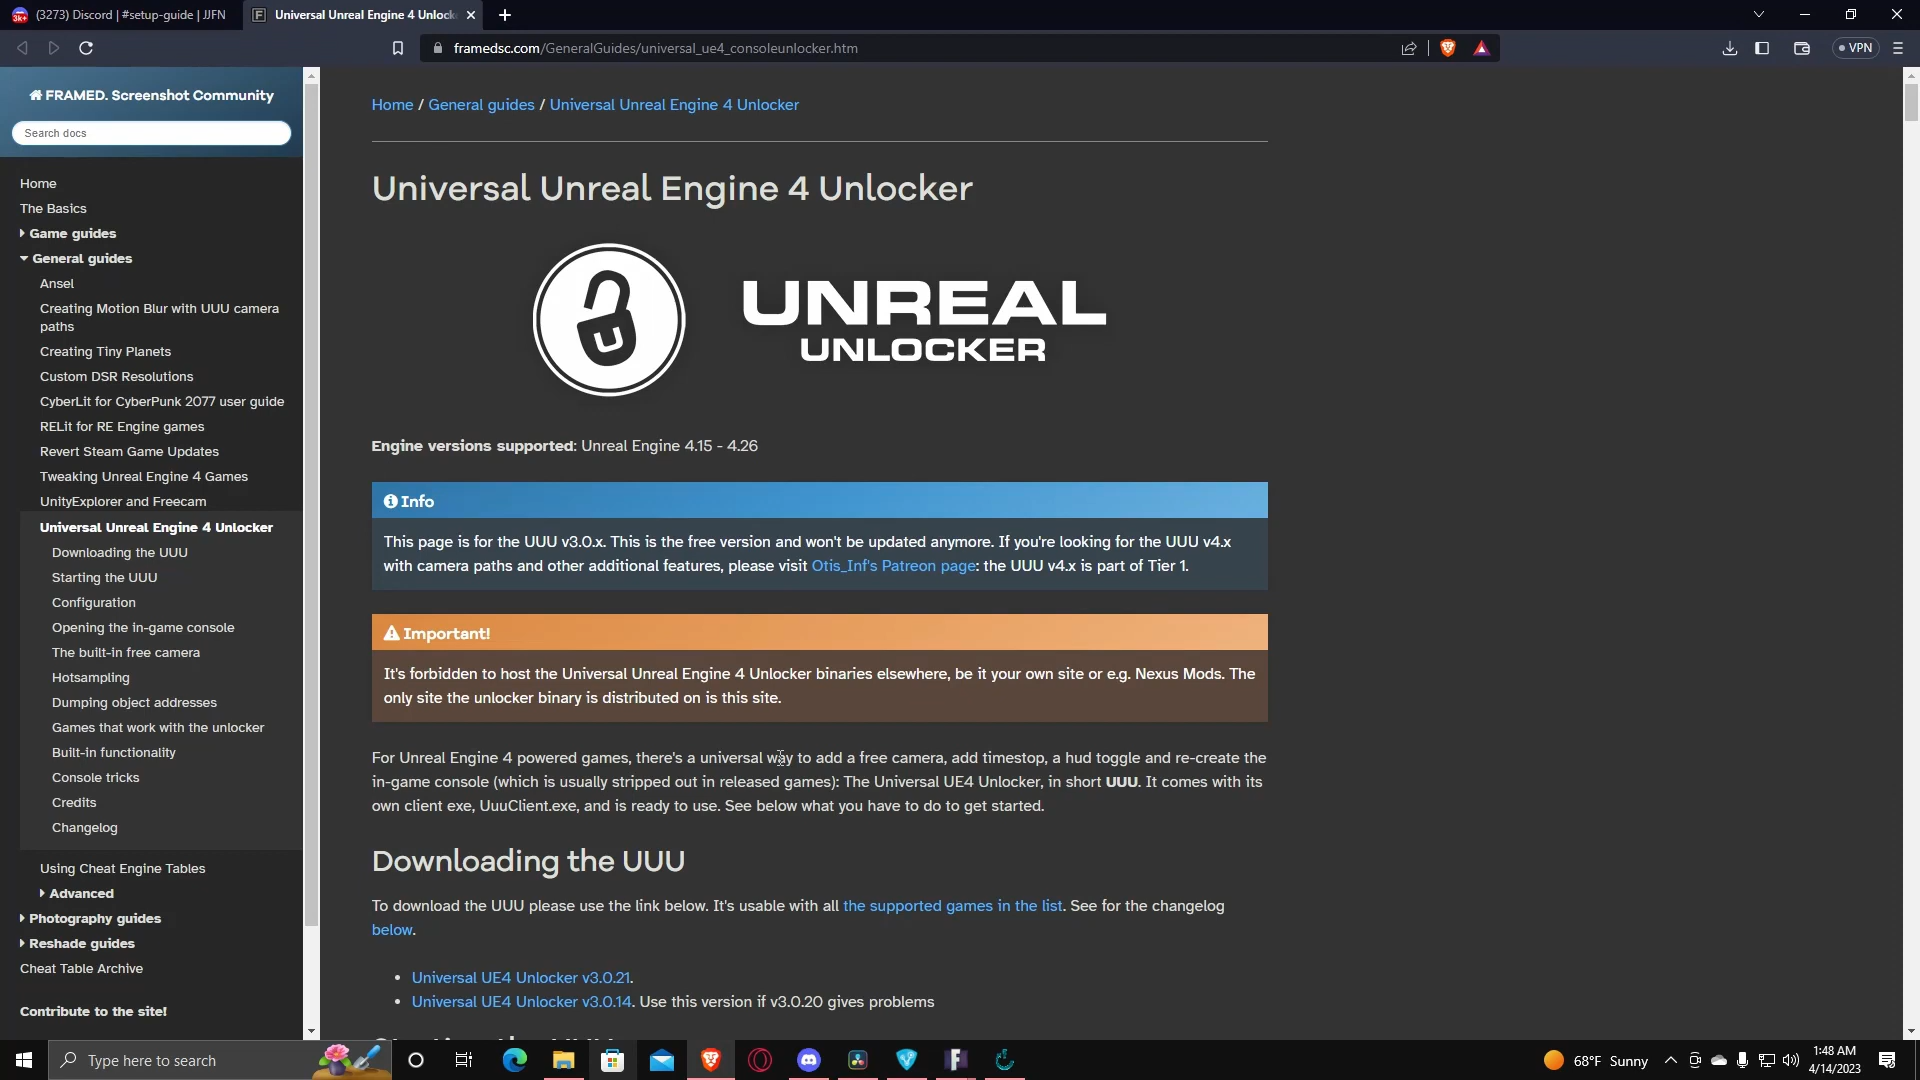 (3273) Discord | #setup-guide | JJFN
Universal Unreal Engine 4 Unlock
framedsc.com/GeneralGuides/universal_ue4_consoleunlocker.htm
VPN
FRAMED. Screenshot Community
Search docs
Home
The Basics
Game guides
General guides
Ansel
Creating Motion Blur with UUU camera
paths
Creating Tiny Planets
Custom DSR Resolutions
CyberLit for CyberPunk 2077 user guide
RELit for RE Engine games
Revert Steam Game Updates
Tweaking Unreal Engine 4 Games
UnityExplorer and Freecam
Universal Unreal Engine 4 Unlocker
Downloading the UUU
Starting the UUU
Configuration
Opening the in-game console
The built-in free camera
Hotsampling
Dumping object addresses
Games that work with the unlocker
Built-in functionality
Console tricks
Credits
Changelog
Using Cheat Engine Tables
Advanced
Photography guides
Reshade guides
Cheat Table Archive
Contribute to the site!
Home / General guides / Universal Unreal Engine 4 Unlocker
Universal Unreal Engine 4 Unlocker
UNREAL
UNLOCKER
Engine versions supported: Unreal Engine 4.15 - 4.26
Info
This page is for the UUU v3.0.x. This is the free version and won't be updated anymore. If you're looking for the UUU v4.x
with camera paths and other additional features, please visit Otis_Inf's Patreon page: the UUU v4.x is part of Tier 1.
Important!
It's forbidden to host the Universal Unreal Engine 4 Unlocker binaries elsewhere, be it your own site or e.g. Nexus Mods. The
only site the unlocker binary is distributed on is this site.
For Unreal Engine 4 powered games, there's a universal way to add a free camera, add timestop, a hud toggle and re-create the
in-game console (which is usually stripped out in released games): The Universal UE4 Unlocker, in short UUU. It comes with its
own client exe, UuuClient.exe, and is ready to use. See below what you have to do to get started.
Downloading the UUU
To download the UUU please use the link below. It's usable with all the supported games in the list. See for the changelog
below.
• Universal UE4 Unlocker v3.0.21.
• Universal UE4 Unlocker v3.0.14. Use this version if v3.0.20 gives problems
Type here to search
68°F Sunny
1:48 AM
4/14/2023